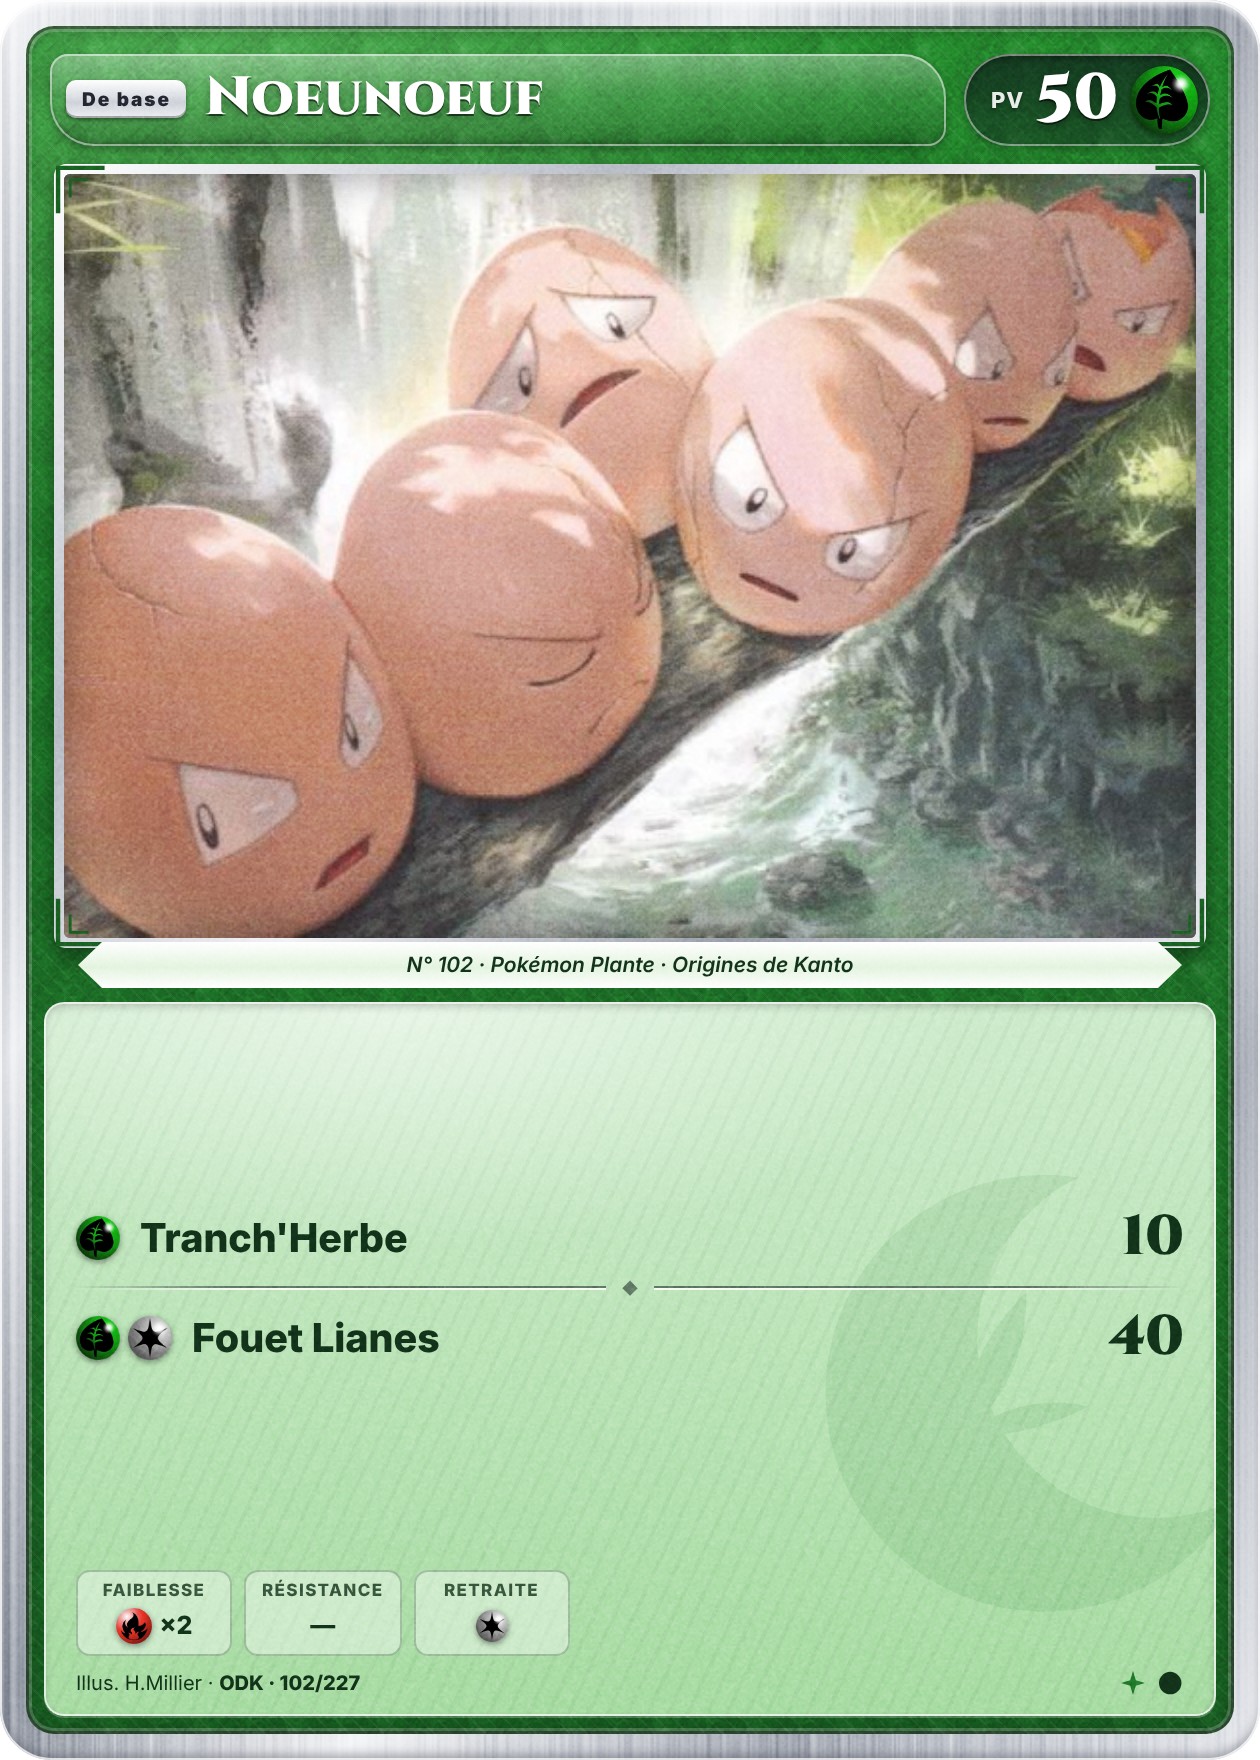 De base NOEUNOEUF PV 50
N° 102 · Pokémon Plante · Origines de Kanto
Tranch'Herbe 10
Fouet Lianes 40
FAIBLESSE RÉSISTANCE RETRAITE
×2 —
Illus. H.Millier · ODK · 102/227